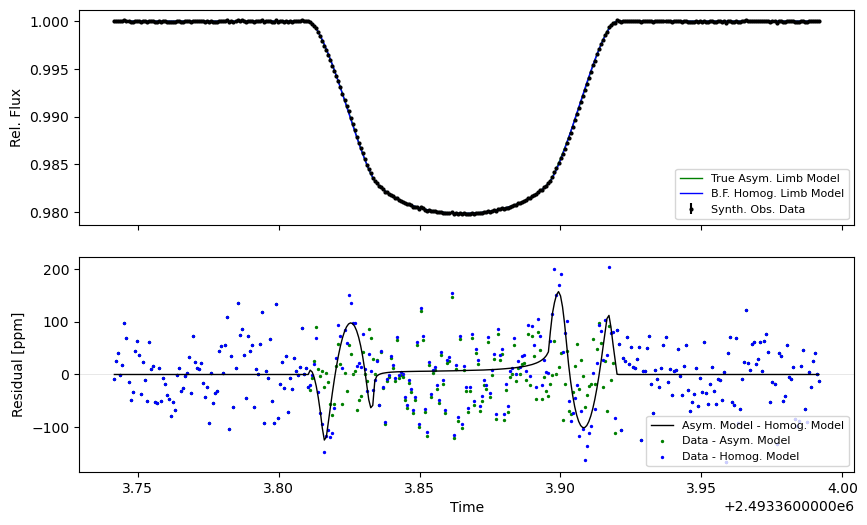 1.000
0.995
0.990
0.985
0.980
Rel. Flux
True Asym. Limb Model
B.F. Homog. Limb Model
Synth. Obs. Data
200
100
0
−100
Residual [ppm]
Asym. Model - Homog. Model
Data - Asym. Model
Data - Homog. Model
3.75 3.80 3.85 3.90 3.95 4.00
Time
+2.4933600000e6